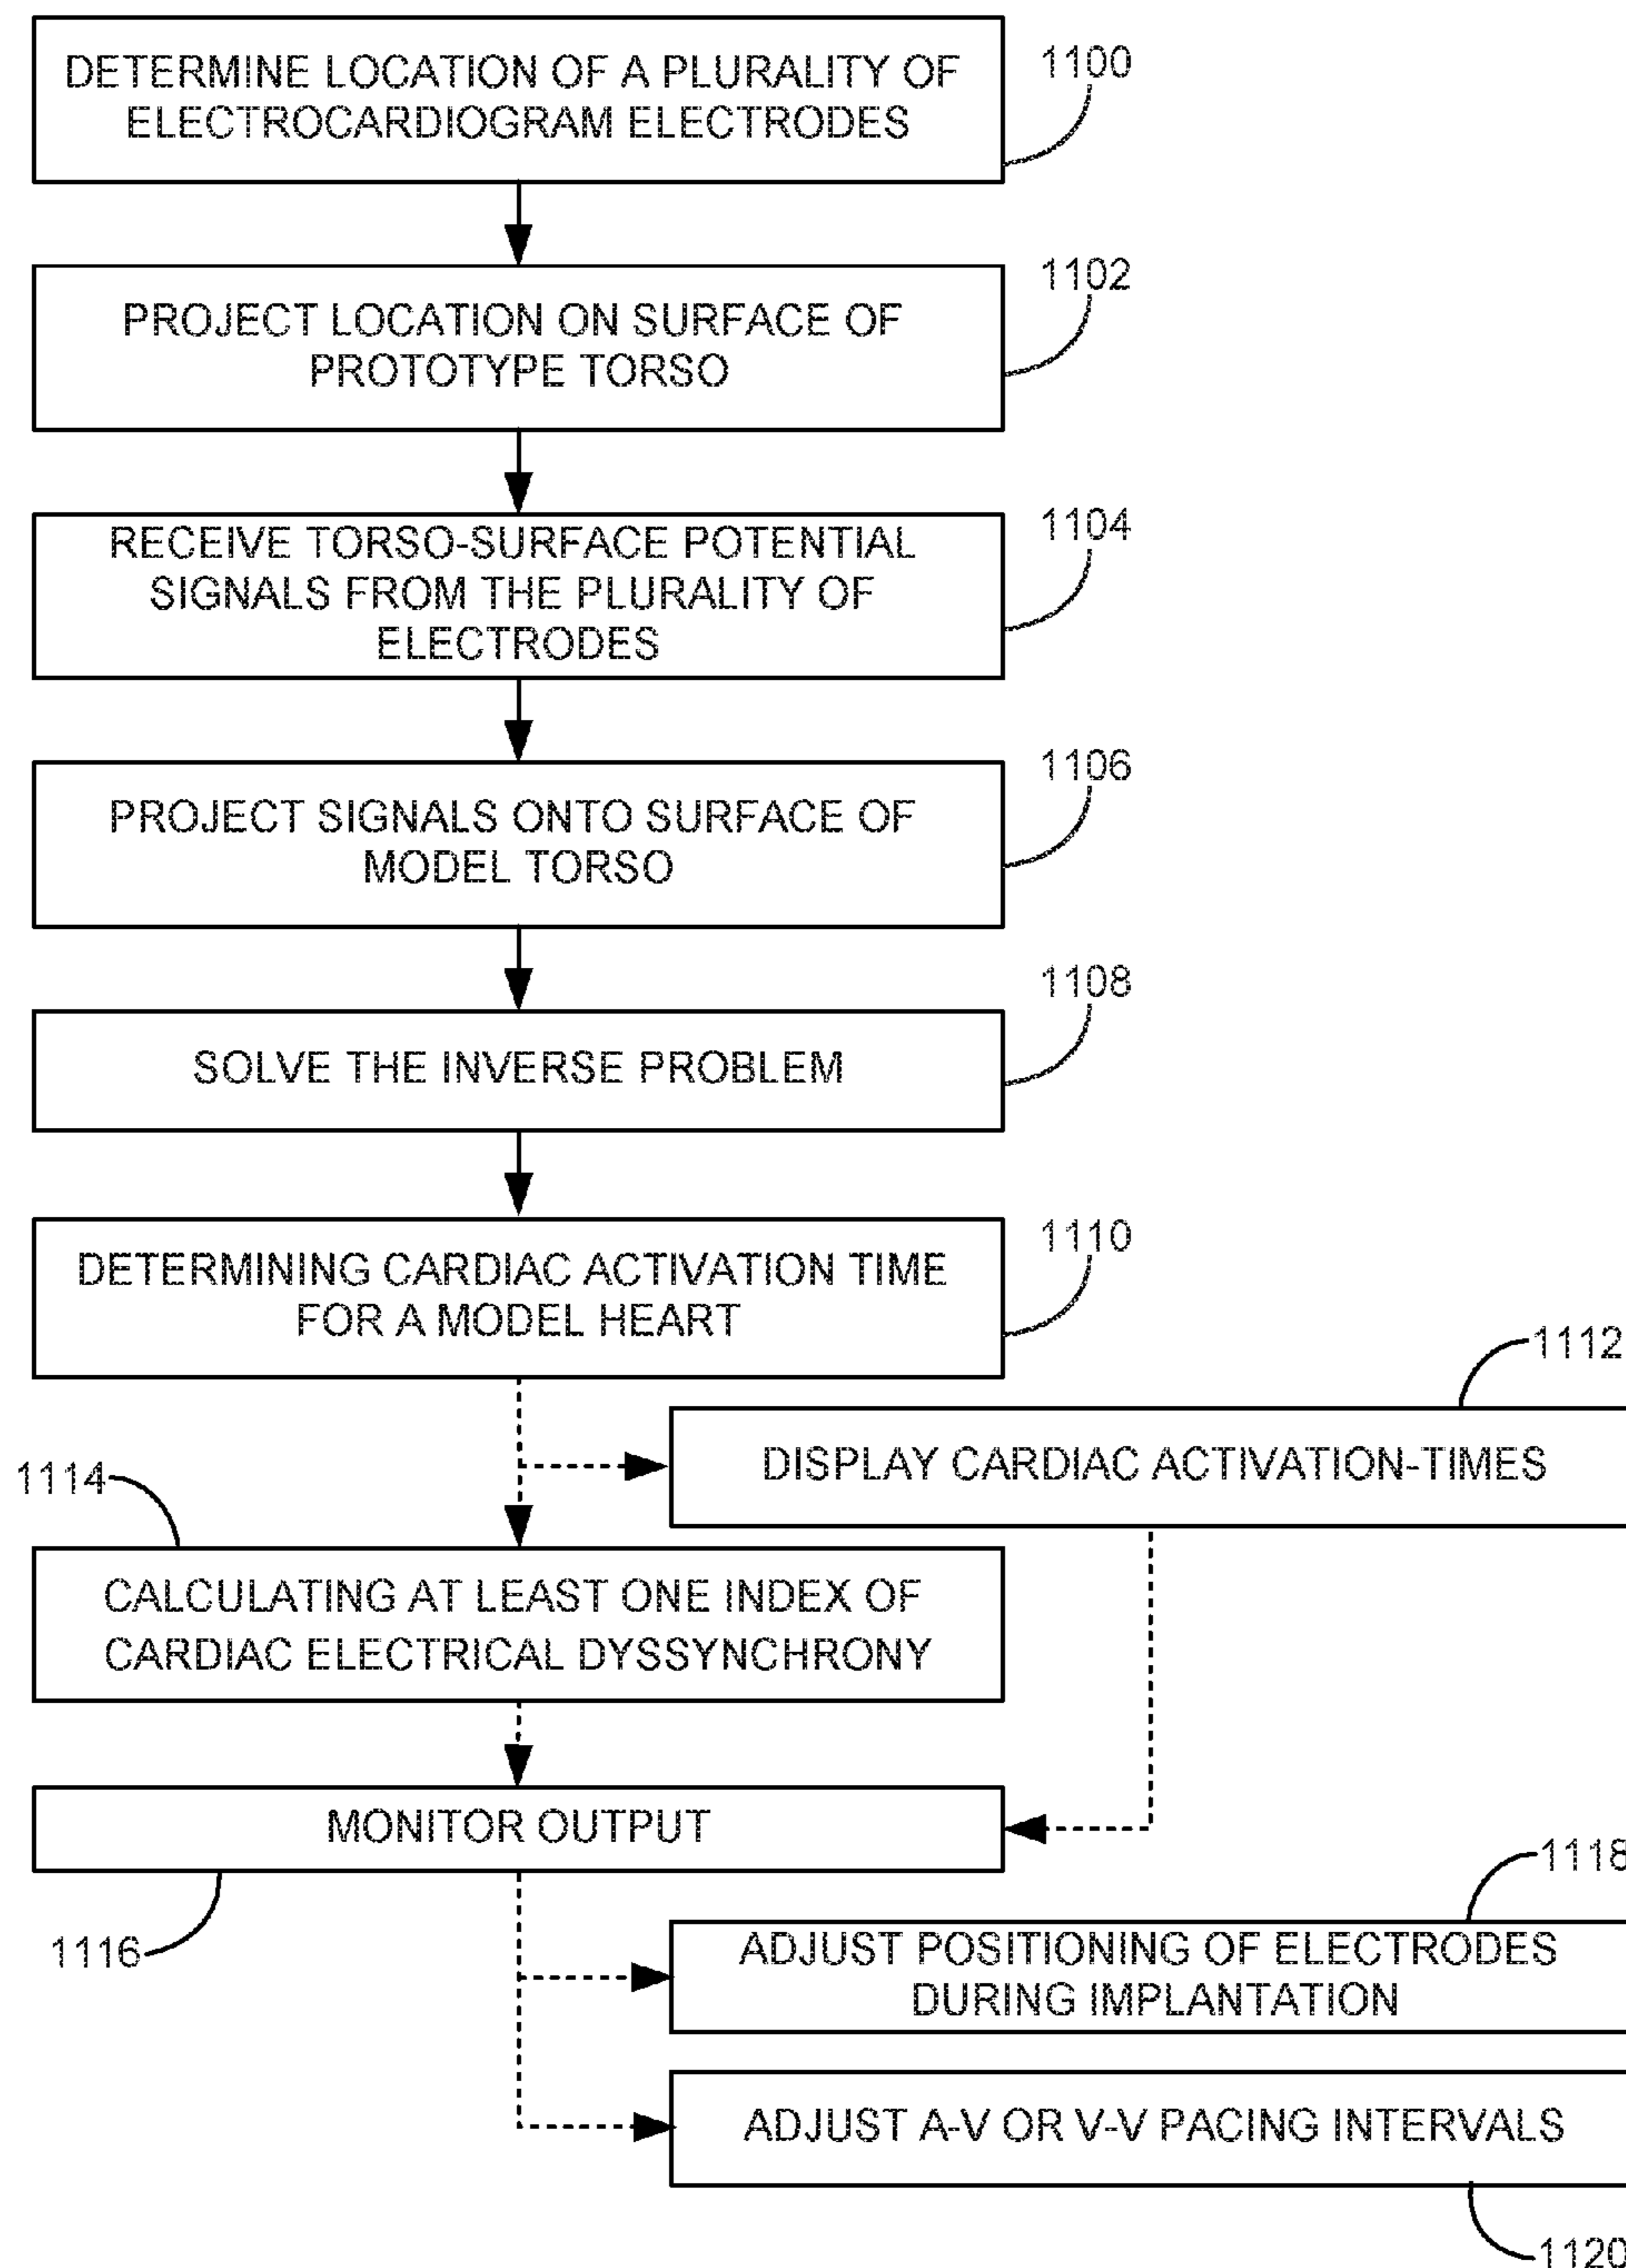 DETERMINE LOCATION OF A PLURALITY OF
ELECTROCARDIOGRAM ELECTRODES
1100
PROJECT LOCATION ON SURFACE OF
PROTOTYPE TORSO
1102
RECEIVE TORSO-SURFACE POTENTIAL
SIGNALS FROM THE PLURALITY OF
ELECTRODES
1104
PROJECT SIGNALS ONTO SURFACE OF
MODEL TORSO
1106
SOLVE THE INVERSE PROBLEM
1108
DETERMINING CARDIAC ACTIVATION TIME
FOR A MODEL HEART
1110
1112
DISPLAY CARDIAC ACTIVATION-TIMES
1114
CALCULATING AT LEAST ONE INDEX OF
CARDIAC ELECTRICAL DYSSYNCHRONY
MONITOR OUTPUT
1116
1118
ADJUST POSITIONING OF ELECTRODES
DURING IMPLANTATION
ADJUST A-V OR V-V PACING INTERVALS
1120